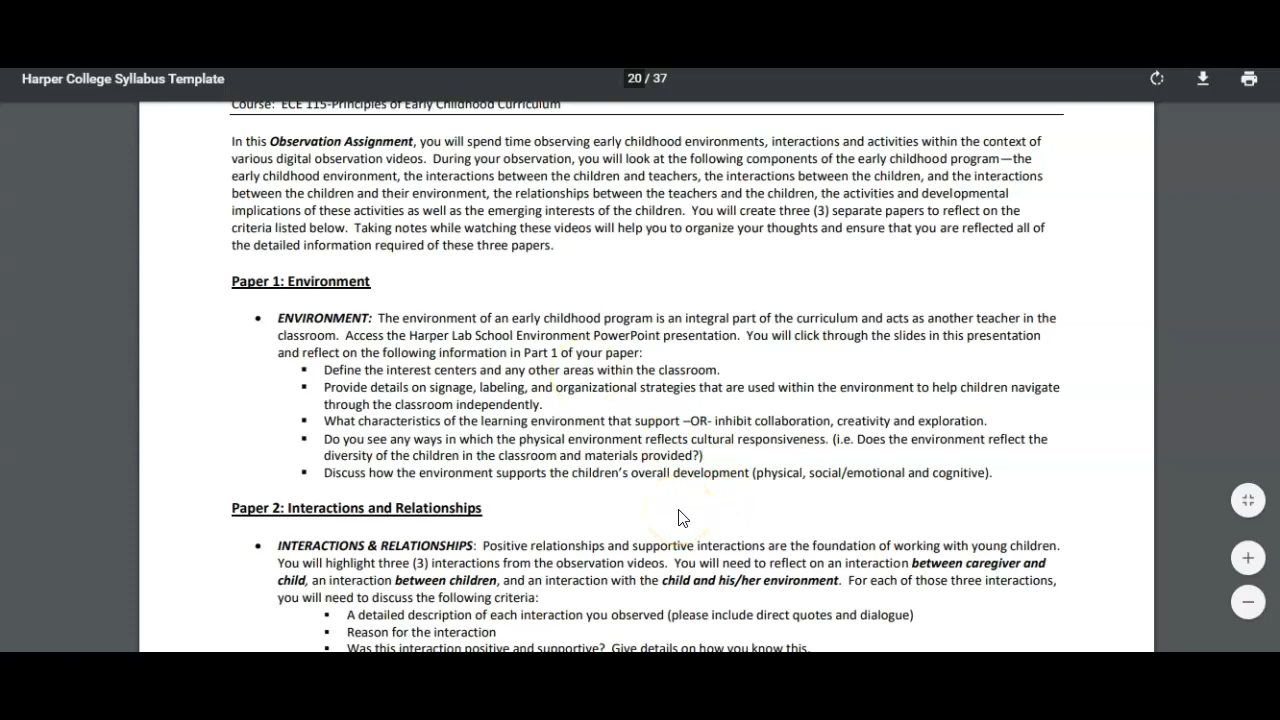 Harper College Syllabus Template
20 / 37
Course: ECE 115-Principles of Early Childhood Curriculum
In this Observation Assignment, you will spend time observing early childhood environments, interactions and activities within the context of
various digital observation videos. During your observation, you will look at the following components of the early childhood program—the
early childhood environment, the interactions between the children and teachers, the interactions between the children, and the interactions
between the children and their environment, the relationships between the teachers and the children, the activities and developmental
implications of these activities as well as the emerging interests of the children. You will create three (3) separate papers to reflect on the
criteria listed below. Taking notes while watching these videos will help you to organize your thoughts and ensure that you are reflected all of
the detailed information required of these three papers.
Paper 1: Environment
• ENVIRONMENT: The environment of an early childhood program is an integral part of the curriculum and acts as another teacher in the
classroom. Access the Harper Lab School Environment PowerPoint presentation. You will click through the slides in this presentation
and reflect on the following information in Part 1 of your paper:
▪ Define the interest centers and any other areas within the classroom.
▪ Provide details on signage, labeling, and organizational strategies that are used within the environment to help children navigate
through the classroom independently.
▪ What characteristics of the learning environment that support –OR- inhibit collaboration, creativity and exploration.
▪ Do you see any ways in which the physical environment reflects cultural responsiveness. (i.e. Does the environment reflect the
diversity of the children in the classroom and materials provided?)
▪ Discuss how the environment supports the children's overall development (physical, social/emotional and cognitive).
Paper 2: Interactions and Relationships
• INTERACTIONS & RELATIONSHIPS: Positive relationships and supportive interactions are the foundation of working with young children.
You will highlight three (3) interactions from the observation videos. You will need to reflect on an interaction between caregiver and
child, an interaction between children, and an interaction with the child and his/her environment. For each of those three interactions,
you will need to discuss the following criteria:
▪ A detailed description of each interaction you observed (please include direct quotes and dialogue)
▪ Reason for the interaction
▪ Was this interaction positive and supportive? Give details on how you know this.